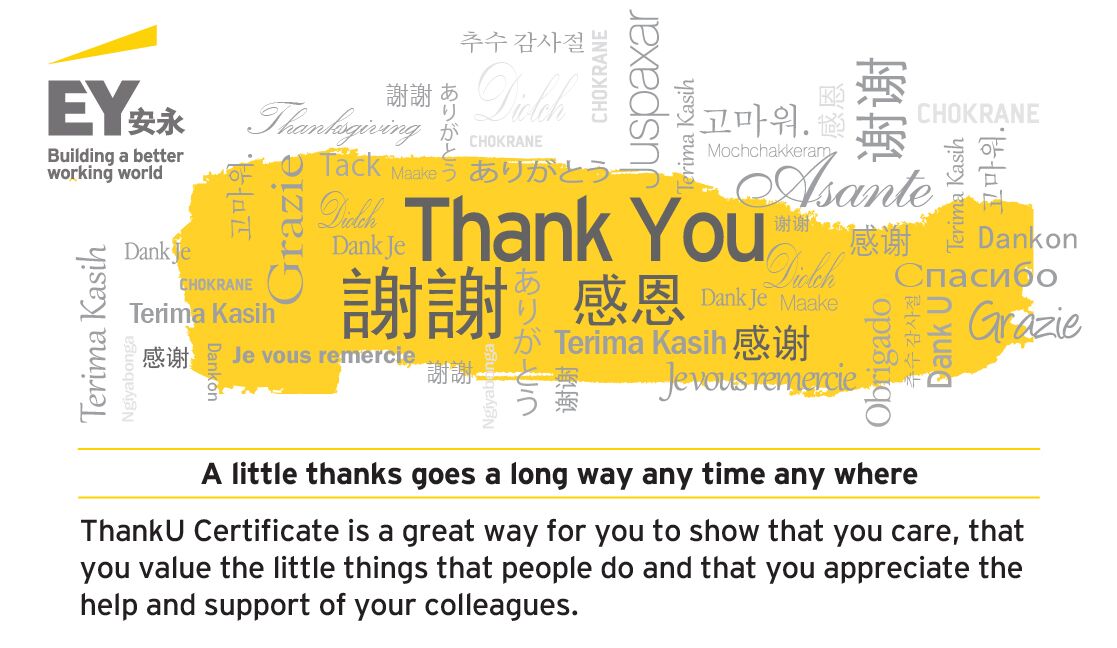 EY安永
Building a better
working world
추수 감사절
CHOKRANE
Juspaxar
謝謝
ありがとう
Diolch
Terima Kasih
고마워.
感恩
谢谢
CHOKRANE
Thanksgiving
CHOKRANE
Mochchakkeram
고마워.
Grazie
Tack
Maake
ありがとう
Asante
Terima Kasih
고마워.
Diolch
Thank You
谢谢
感谢
Dankon
Terima Kasih
Dank Je
Dank Je
CHOKRANE
謝謝
ありがとう
感恩
Dank Je
Diolch
Maake
Спасибо
Terima Kasih
Terima Kasih
感谢
Obrigado
추수 감사절
Dank U
Grazie
Ngiyabonga
感谢
Dankon
Je vous remercie
謝謝
Ngiyabonga
谢谢
Je vous remercie
A little thanks goes a long way any time any where
ThankU Certificate is a great way for you to show that you care, that
you value the little things that people do and that you appreciate the
help and support of your colleagues.